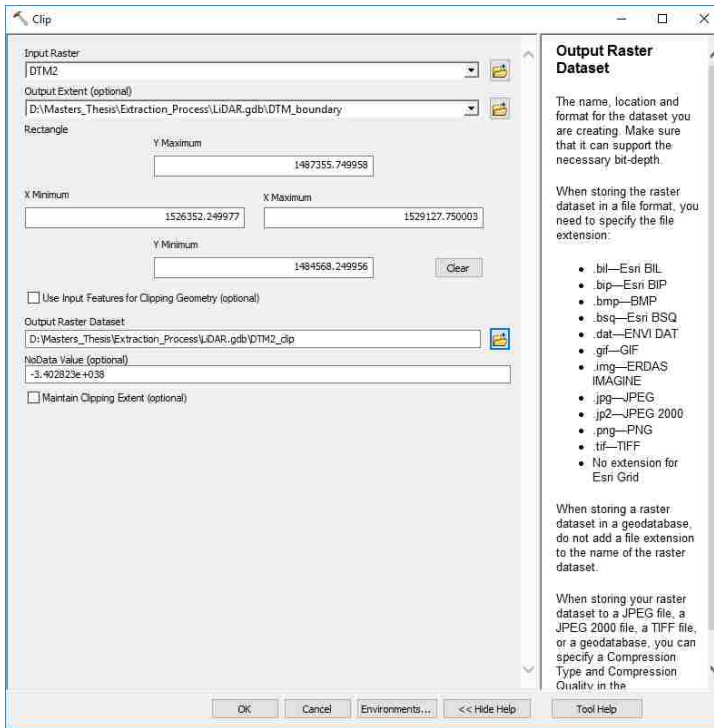 Clip
Input Raster
DTM2
Output Extent (optional)
D:\Masters_Thesis\Extraction_Process\LiDAR.gdb\DTM_boundary
Rectangle
Y Maximum
1487355.749958
X Minimum
X Maximum
1526352.249977
1529127.750003
Y Minimum
1484568.249956
Clear
Use Input Features for Clipping Geometry (optional)
Output Raster Dataset
D:\Masters_Thesis\Extraction_Process\LiDAR.gdb\DTM2_clip
NoData Value (optional)
-3.402823e+038
Maintain Clipping Extent (optional)
Output Raster
Dataset
The name, location and
format for the dataset you
are creating. Make sure
that it can support the
necessary bit-depth.
When storing the raster
dataset in a file format, you
need to specify the file
extension:
• .bil—Esri BIL
• .bip—Esri BIP
• .bmp—BMP
• .bsq—Esri BSQ
• .dat—ENVI DAT
• .gif—GIF
• .img—ERDAS
IMAGINE
• .jpg—JPEG
• .jp2—JPEG 2000
• .png—PNG
• .tif—TIFF
• No extension for
Esri Grid
When storing a raster
dataset in a geodatabase,
do not add a file extension
to the name of the raster
dataset.
When storing your raster
dataset to a JPEG file, a
JPEG 2000 file, a TIFF file,
or a geodatabase, you can
specify a Compression
Type and Compression
Quality in the
OK
Cancel
Environments...
<< Hide Help
Tool Help